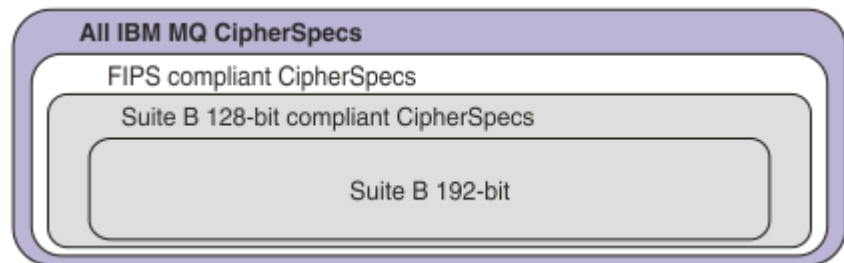 All IBM MQ CipherSpecs
FIPS compliant CipherSpecs
Suite B 128-bit compliant CipherSpecs
Suite B 192-bit